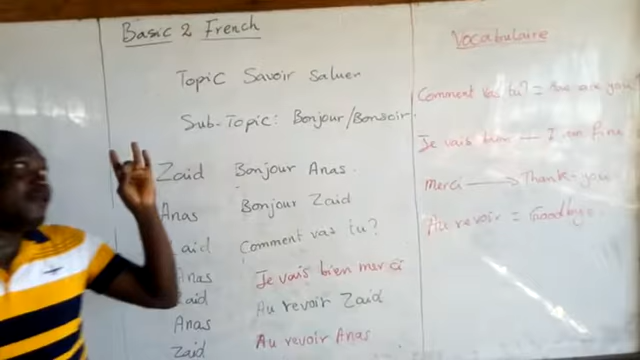 Basic 2 French
Topic Savoir Saluer
Sub-Topic: Bonjour/Bonsoir
Zaid Bonjour Anas.
Anas Bonjour Zaid
Zaid Comment vas tu?
Anas Je vais bien merci
Zaid Au revoir Zaid
Anas Au revoir Anas
Zaid
Vocabulaire
Comment vas tu? = How are you?
Je vais bien — I am fine
Merci → Thank-you
Au revoir = Goodbye.